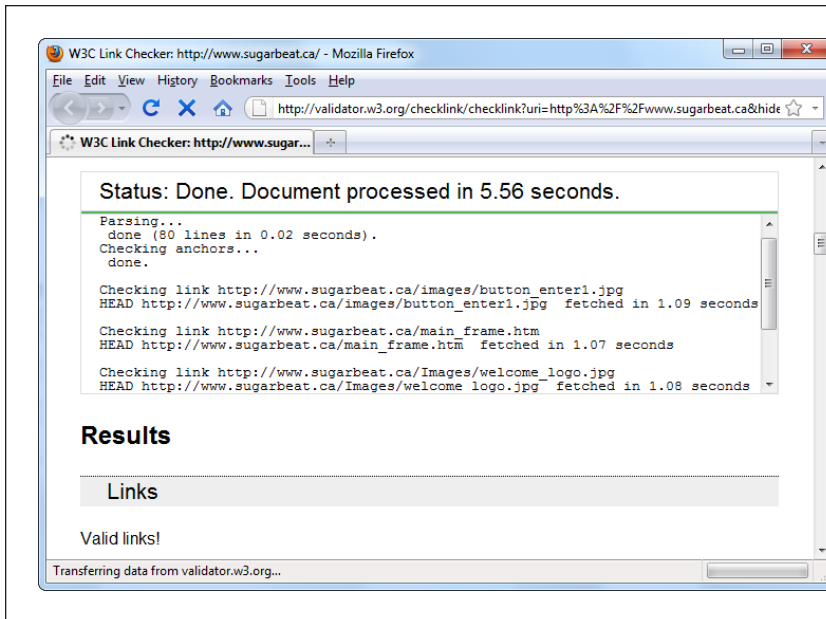 W3C Link Checker: http://www.sugarbeat.ca/ - Mozilla Firefox
File Edit View History Bookmarks Tools Help
http://validator.w3.org/checklink/checklink?uri=http%3A%2F%2Fwww.sugarbeat.ca&hide
W3C Link Checker: http://www.sugar...
Status: Done. Document processed in 5.56 seconds.
Parsing...
done (80 lines in 0.02 seconds).
Checking anchors...
done.
Checking link http://www.sugarbeat.ca/images/button_enter1.jpg
HEAD http://www.sugarbeat.ca/images/button_enter1.jpg fetched in 1.09 seconds
Checking link http://www.sugarbeat.ca/main_frame.htm
HEAD http://www.sugarbeat.ca/main_frame.htm fetched in 1.07 seconds
Checking link http://www.sugarbeat.ca/Images/welcome_logo.jpg
HEAD http://www.sugarbeat.ca/Images/welcome_logo.jpg fetched in 1.08 seconds
Results
Links
Valid links!
Transferring data from validator.w3.org...